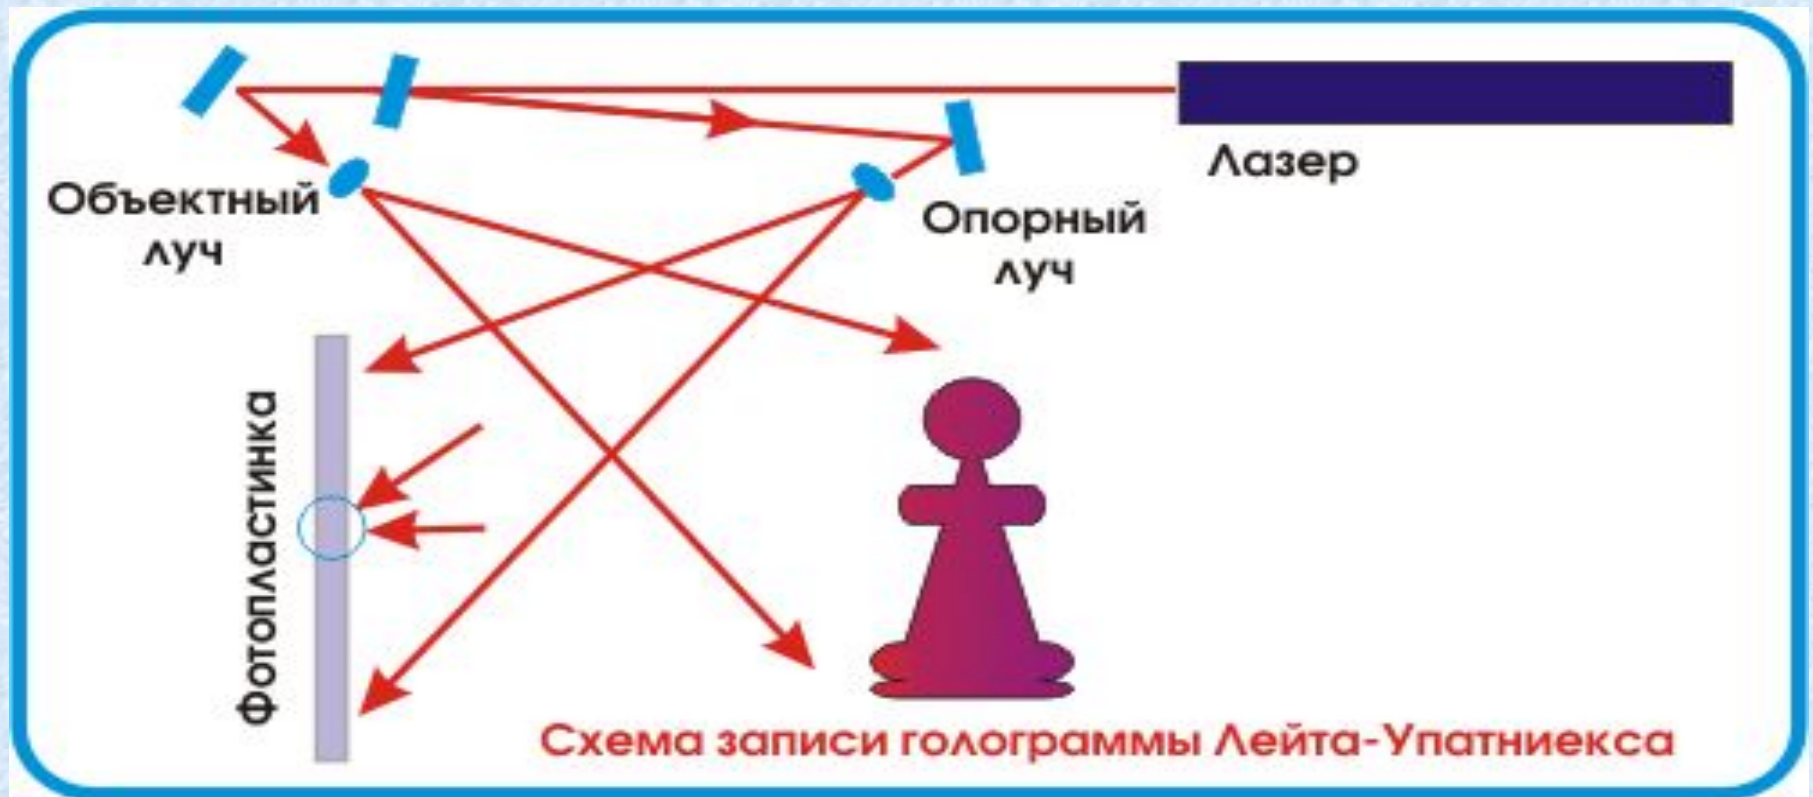 Лазер
Объектный
луч
Опорный
луч
Фотопластинка
Схема записи голограммы Лейта-Упатниекса